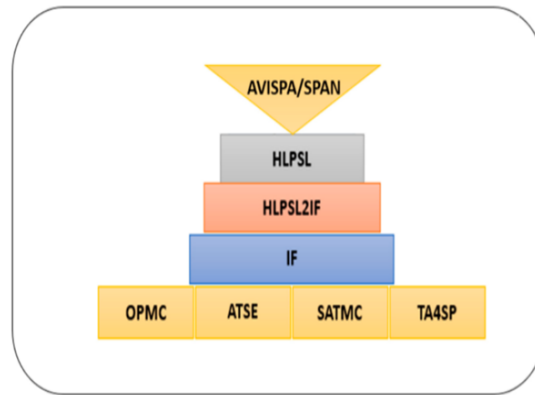 AVISPA/SPAN
HLPSL
HLPSL2IF
IF
OPMC ATSE SATMC TA4SP